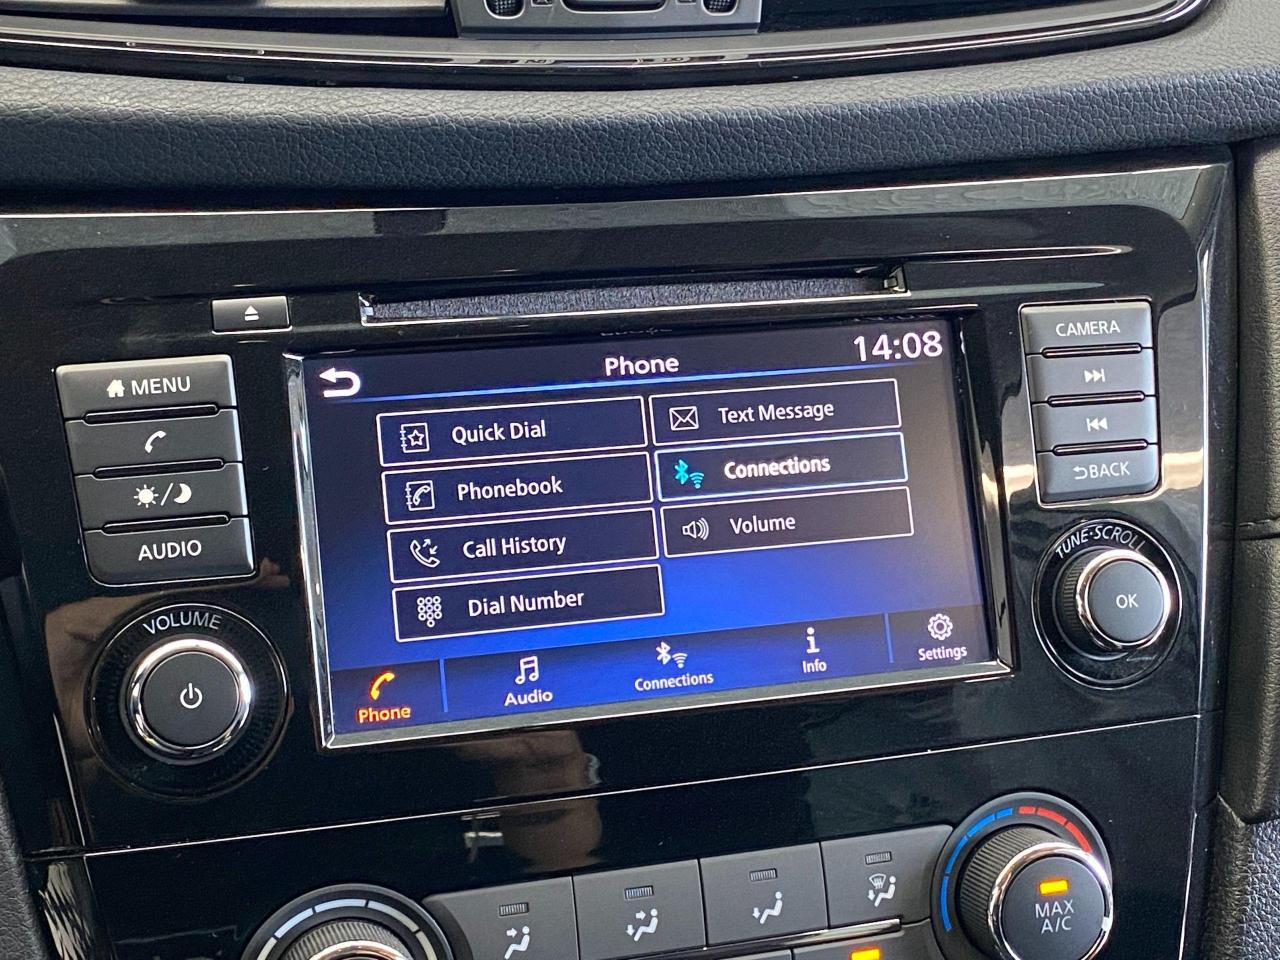 MENU
AUDIO
VOLUME
Phone
14:08
Quick Dial
Text Message
Phonebook
Connections
Call History
Volume
Dial Number
Phone
Audio
Connections
Info
Settings
CAMERA
BACK
TUNE·SCROLL
OK
MAX
A/C